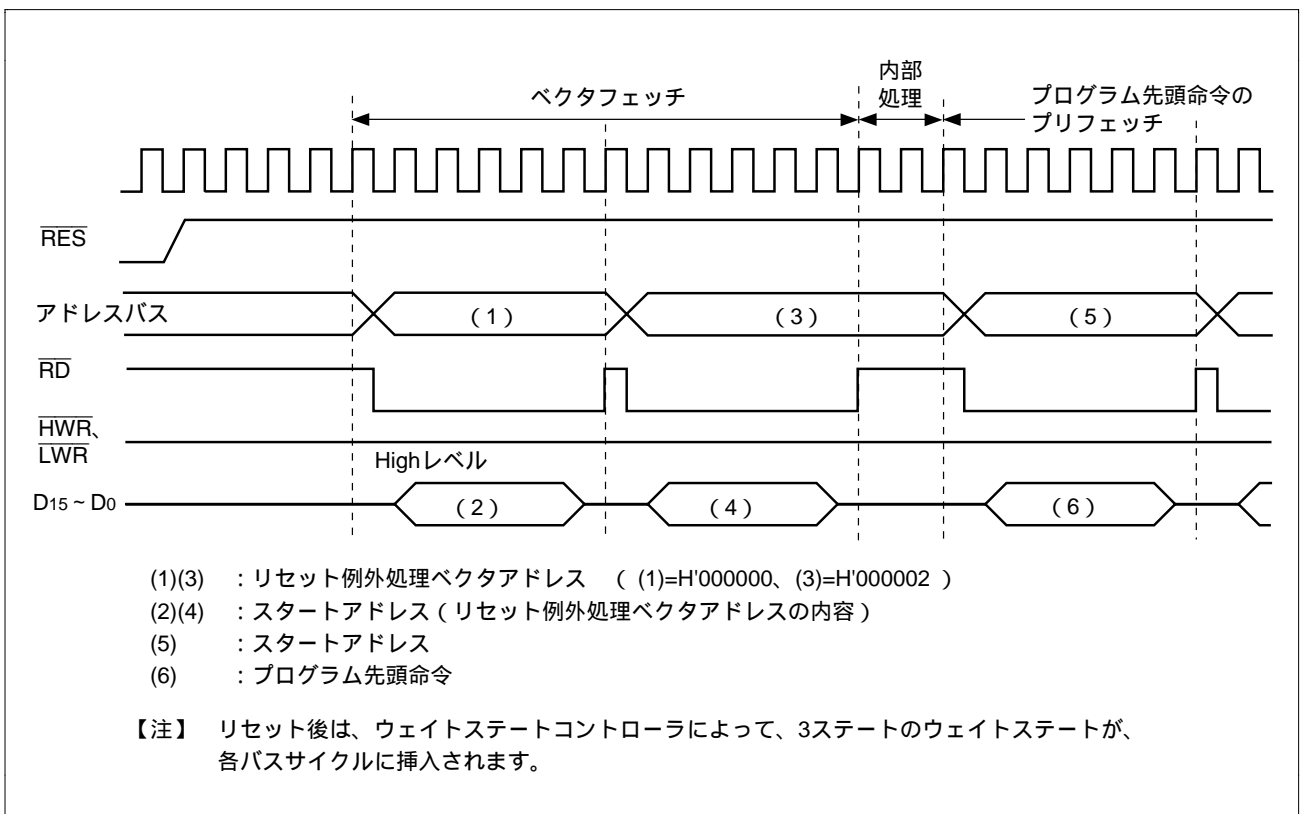 内部
処理
ベクタフェッチ
プログラム先頭命令の
プリフェッチ
RES
アドレスバス
(1)
(3)
(5)
RD
HWR、
LWR
Highレベル
D15 ~ D0
(2)
(4)
(6)
(1)(3) :リセット例外処理ベクタアドレス ( (1)=H'000000、(3)=H'000002 )
(2)(4) :スタートアドレス(リセット例外処理ベクタアドレスの内容)
(5) :スタートアドレス
(6) :プログラム先頭命令
【注】 リセット後は、ウェイトステートコントローラによって、3ステートのウェイトステートが、
各バスサイクルに挿入されます。